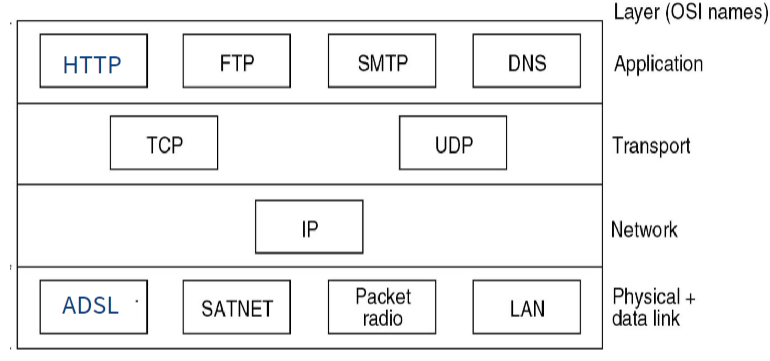 Layer (OSI names)
HTTP FTP SMTP DNS Application
TCP UDP Transport
IP Network
ADSL SATNET Packet radio LAN Physical + data link